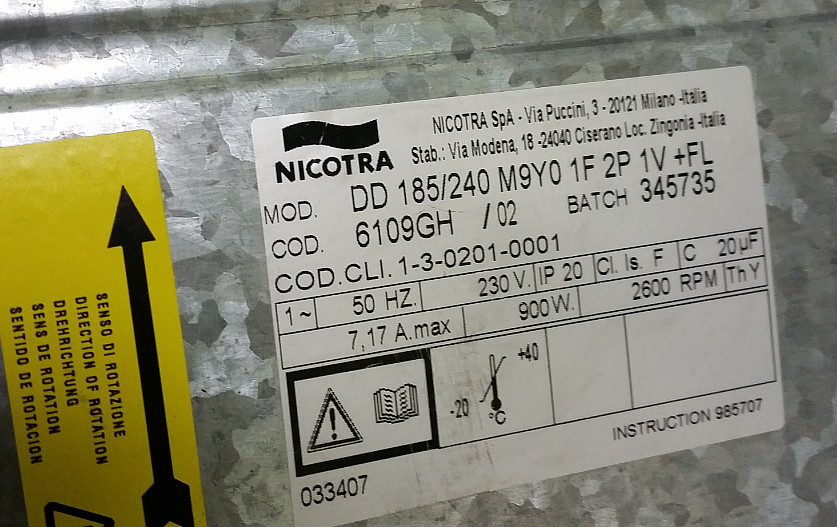 NICOTRA
NICOTRA SpA - Via Puccini, 3 - 20121 Milano -Italia
Stab.: Via Modena, 18 -24040 Ciserano Loc. Zingonia -Italia
MOD. DD 185/240 M9Y0 1F 2P 1V +FL
COD. 6109GH /02 BATCH 345735
COD.CLI. 1-3-0201-0001
1~ 50 HZ. 230 V. IP 20 Cl. Is. F C 20µF
7,17 A.max 900W. 2600 RPM ThY
-20 °C +40
033407 INSTRUCTION 985707
SENSO DI ROTAZIONE
DIRECTION OF ROTATION
DREHRICHTUNG
SENS DE ROTATION
SENTIDO DE ROTACION